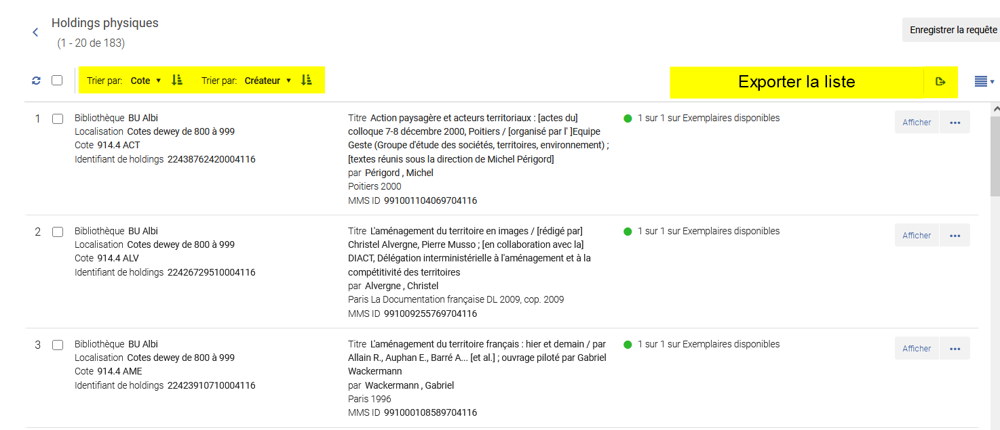 Holdings physiques
(1 - 20 de 183)
Enregistrer la requête
Trier par: Cote Trier par: Créateur Exporter la liste
1 Bibliothèque BU Albi
Localisation Cotes dewey de 800 à 999
Cote 914.4 ACT
Identifiant de holdings 22438762420004116
Titre Action paysagère et acteurs territoriaux : [actes du]
colloque 7-8 décembre 2000, Poitiers / [organisé par l' ]Equipe
Geste (Groupe d'étude des sociétés, territoires, environnement) ;
[textes réunis sous la direction de Michel Périgord]
par Périgord , Michel
Poitiers 2000
MMS ID 991001104069704116
1 sur 1 sur Exemplaires disponibles
Afficher
2 Bibliothèque BU Albi
Localisation Cotes dewey de 800 à 999
Cote 914.4 ALV
Identifiant de holdings 22426729510004116
Titre L'aménagement du territoire en images / [rédigé par]
Christel Alvergne, Pierre Musso ; [en collaboration avec la]
DIACT, Délégation interministérielle à l'aménagement et à la
compétitivité des territoires
par Alvergne , Christel
Paris La Documentation française DL 2009, cop. 2009
MMS ID 991009255769704116
1 sur 1 sur Exemplaires disponibles
Afficher
3 Bibliothèque BU Albi
Localisation Cotes dewey de 800 à 999
Cote 914.4 AME
Identifiant de holdings 22423910710004116
Titre L'aménagement du territoire français : hier et demain / par
Allain R., Auphan E., Barré A... [et al.] ; ouvrage piloté par Gabriel
Wackermann
par Wackermann , Gabriel
Paris 1996
MMS ID 991000108589704116
1 sur 1 sur Exemplaires disponibles
Afficher